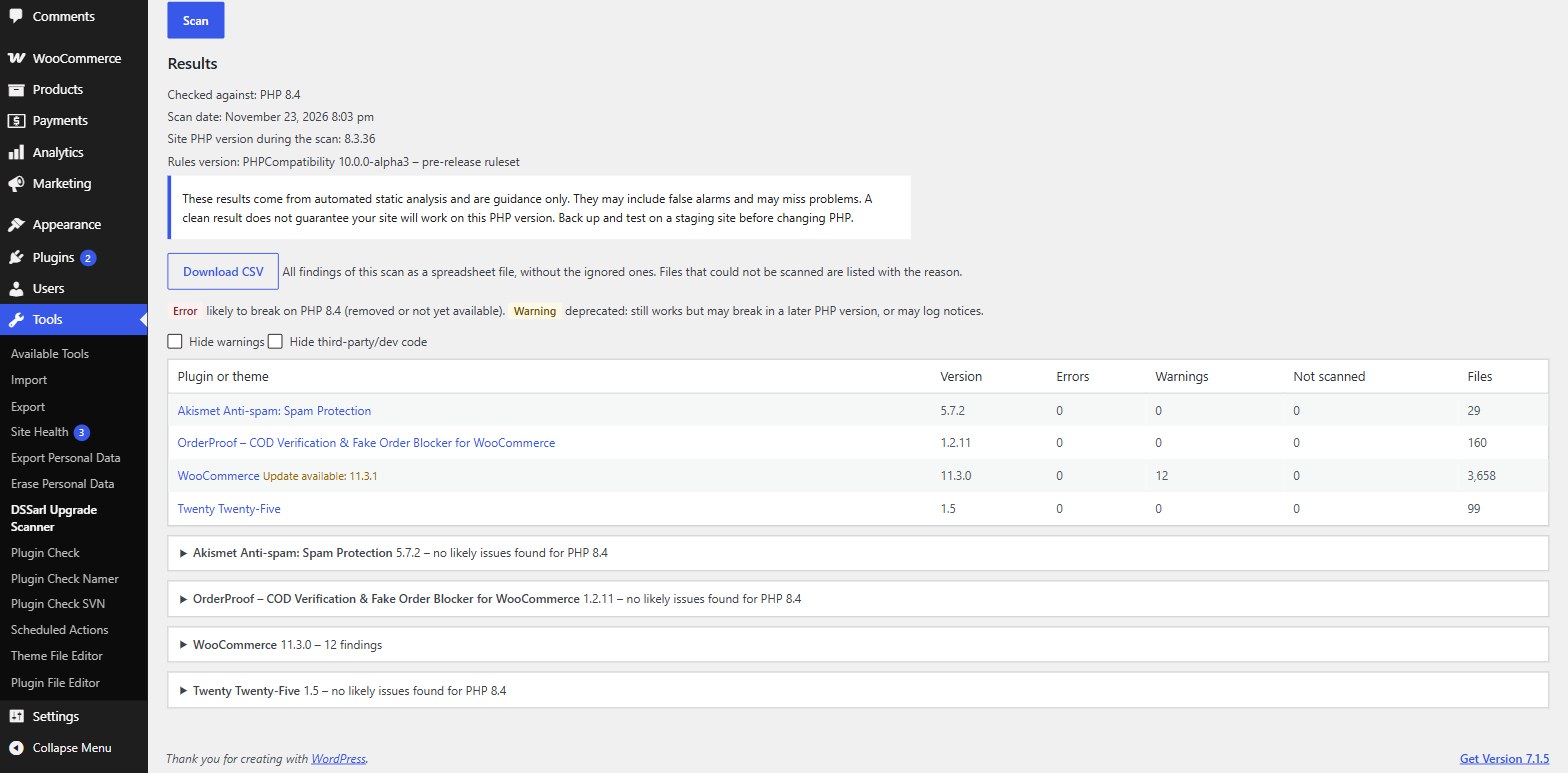 Comments
WooCommerce
Products
Payments
Analytics
Marketing
Appearance
Plugins 2
Users
Tools
Available Tools
Import
Export
Site Health 3
Export Personal Data
Erase Personal Data
DSSarl Upgrade
Scanner
Plugin Check
Plugin Check Namer
Plugin Check SVN
Scheduled Actions
Theme File Editor
Plugin File Editor
Settings
Collapse Menu
Scan
Results
Checked against: PHP 8.4
Scan date: November 23, 2026 8:03 pm
Site PHP version during the scan: 8.3.36
Rules version: PHPCompatibility 10.0.0-alpha3 – pre-release ruleset
These results come from automated static analysis and are guidance only. They may include false alarms and may miss problems. A
clean result does not guarantee your site will work on this PHP version. Back up and test on a staging site before changing PHP.
Download CSV All findings of this scan as a spreadsheet file, without the ignored ones. Files that could not be scanned are listed with the reason.
Error likely to break on PHP 8.4 (removed or not yet available). Warning deprecated: still works but may break in a later PHP version, or may log notices.
Hide warnings Hide third-party/dev code
Plugin or theme Version Errors Warnings Not scanned Files
Akismet Anti-spam: Spam Protection 5.7.2 0 0 0 29
OrderProof – COD Verification & Fake Order Blocker for WooCommerce 1.2.11 0 0 0 160
WooCommerce Update available: 11.3.1 11.3.0 0 12 0 3,658
Twenty Twenty-Five 1.5 0 0 0 99
Akismet Anti-spam: Spam Protection 5.7.2 – no likely issues found for PHP 8.4
OrderProof – COD Verification & Fake Order Blocker for WooCommerce 1.2.11 – no likely issues found for PHP 8.4
WooCommerce 11.3.0 – 12 findings
Twenty Twenty-Five 1.5 – no likely issues found for PHP 8.4
Thank you for creating with WordPress. Get Version 7.1.5